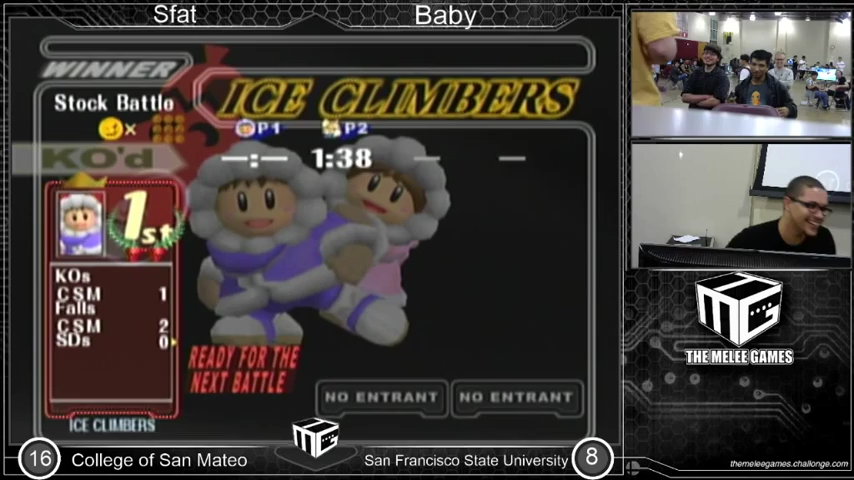 Sfat
Baby
WINNER
ICE CLIMBERS
Stock Battle
P1
P2
KO'd
--:--
1:38
1st
KOs
CSM 1
Falls
CSM 2
SDs 0
READY FOR THE
NEXT BATTLE
NO ENTRANT
NO ENTRANT
ICE CLIMBERS
THE MELEE GAMES
16
College of San Mateo
San Francisco State University
8
themeleegames.challonge.com